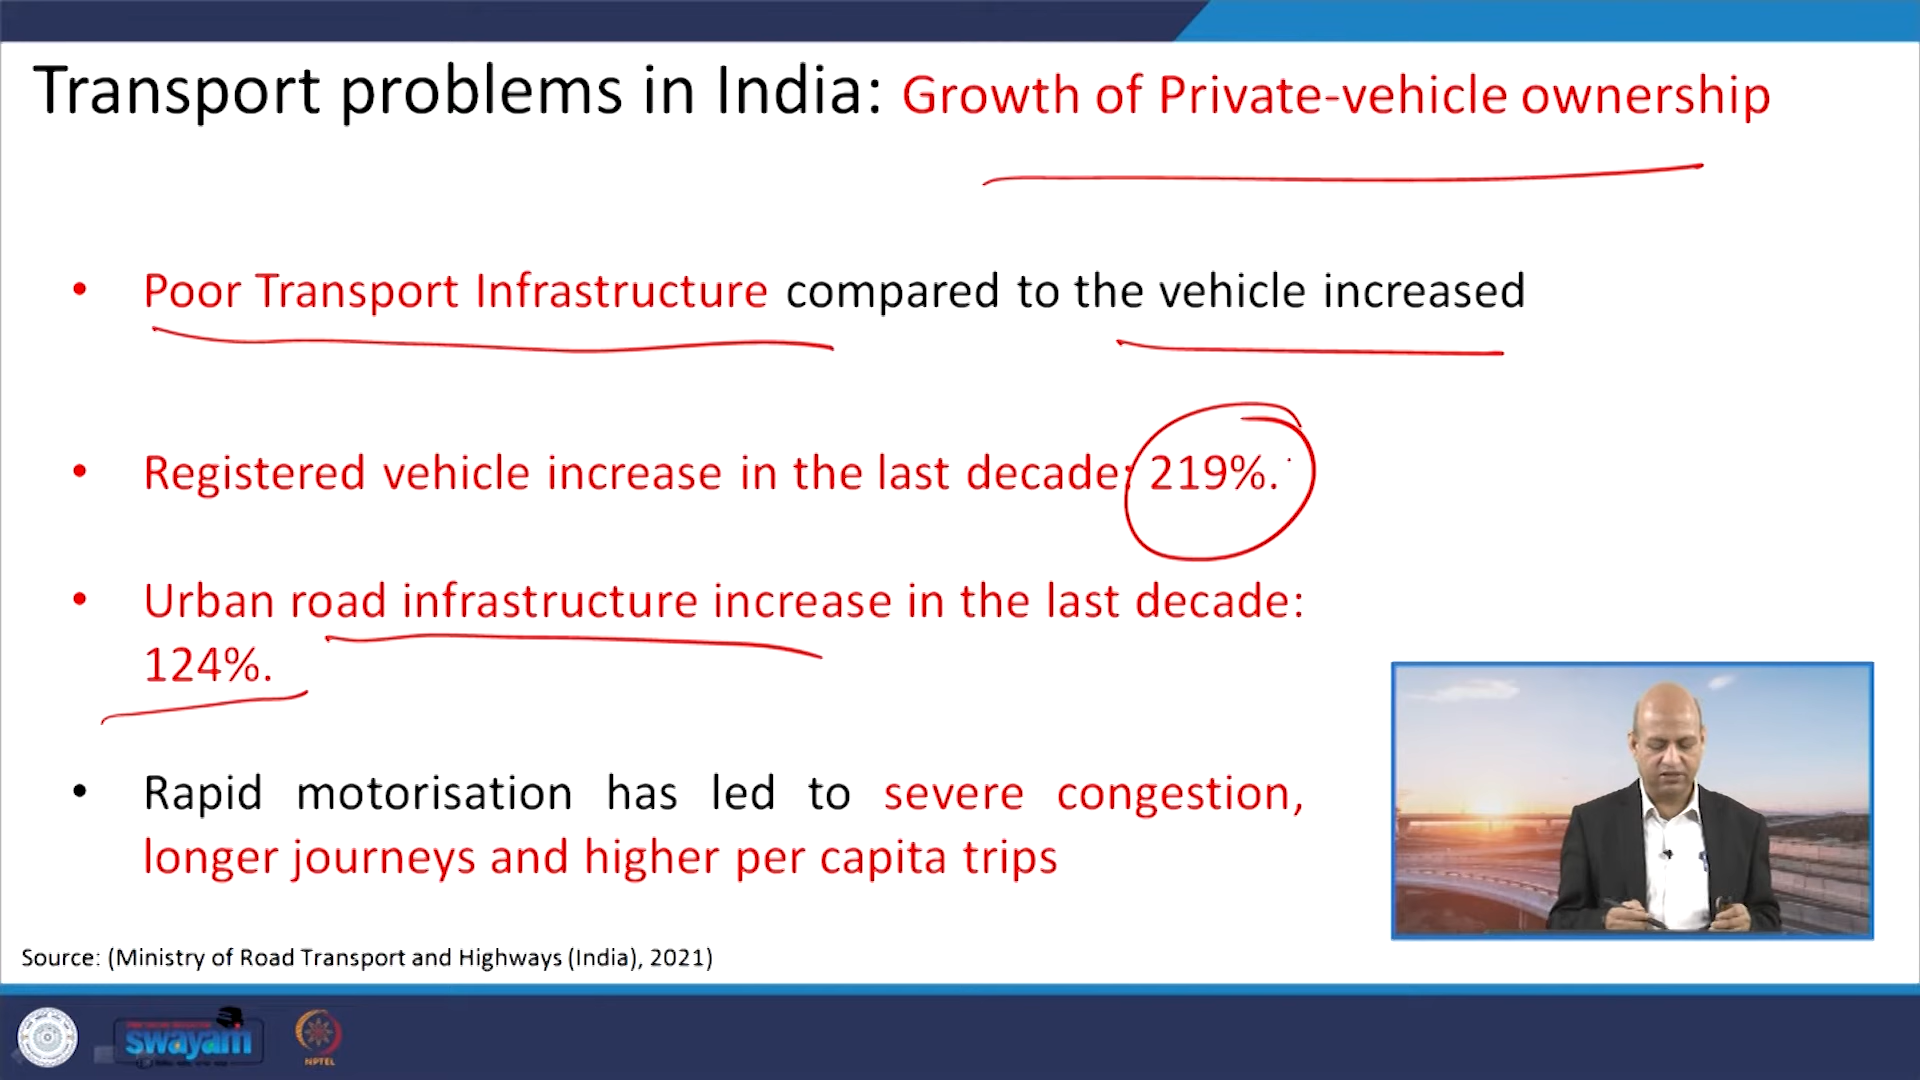 Transport problems in India: Growth of Private-vehicle ownership
• Poor Transport Infrastructure compared to the vehicle increased
• Registered vehicle increase in the last decade: 219%.
• Urban road infrastructure increase in the last decade:
124%.
• Rapid motorisation has led to severe congestion,
longer journeys and higher per capita trips
Source: (Ministry of Road Transport and Highways (India), 2021)
swayam
NPTEL